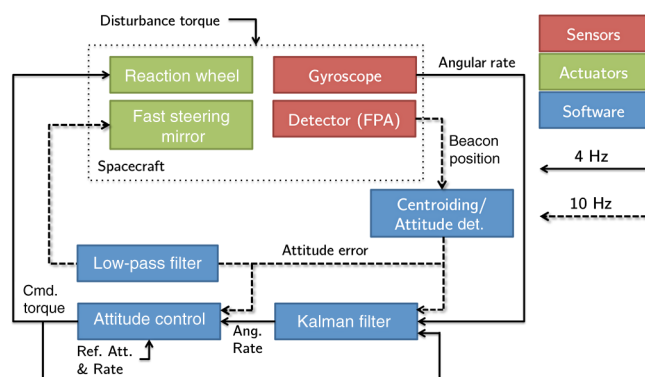 Disturbance torque
Sensors
Actuators
Software
4 Hz
10 Hz
Reaction wheel
Gyroscope
Angular rate
Fast steering
mirror
Detector (FPA)
Spacecraft
Beacon
position
Centroiding/
Attitude det.
Attitude error
Low-pass filter
Cmd.
torque
Attitude control
Ang.
Rate
Kalman filter
Ref. Att.
& Rate